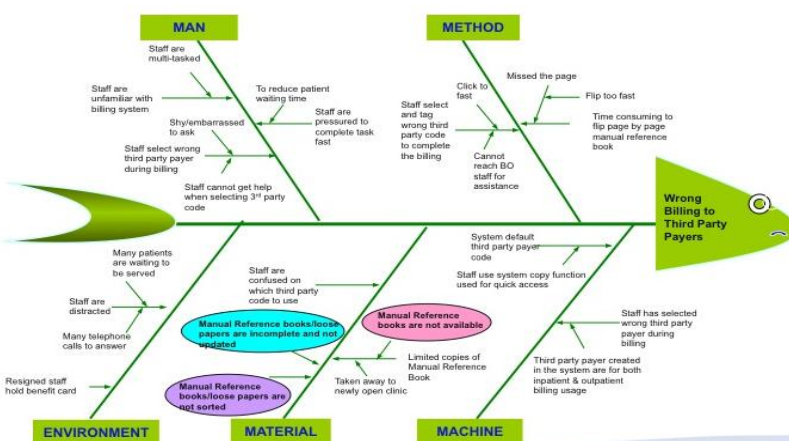 MAN
METHOD
Staff are
multi-tasked
Staff are
unfamiliar with
billing system
To reduce patient
waiting time
Staff are
pressured to
complete task
fast
Shy/embarrassed
to ask
Staff select wrong
third party payer
during billing
Staff cannot get help
when selecting 3rd party
code
Missed the page
Click to
fast
Flip too fast
Staff select
and tag
wrong third
party code
to complete
the billing
Time consuming to
flip page by page
manual reference
book
Cannot
reach BO
staff for
assistance
Wrong
Billing to
Third Party
Payers
Many patients
are waiting to
be served
Staff are
distracted
Many telephone
calls to answer
Resigned staff
hold benefit card
Staff are
confused on
which third party
code to use
Manual Reference books/loose
papers are incomplete and not
updated
Manual Reference
books are not available
Manual Reference
books/loose papers are
not sorted
Limited copies of
Manual Reference
Book
Taken away to
newly open clinic
System default
third party payer
code
Staff use system copy function
used for quick access
Staff has selected
wrong third party
payer during
billing
Third party payer created
in the system are for both
inpatient & outpatient
billing usage
ENVIRONMENT
MATERIAL
MACHINE